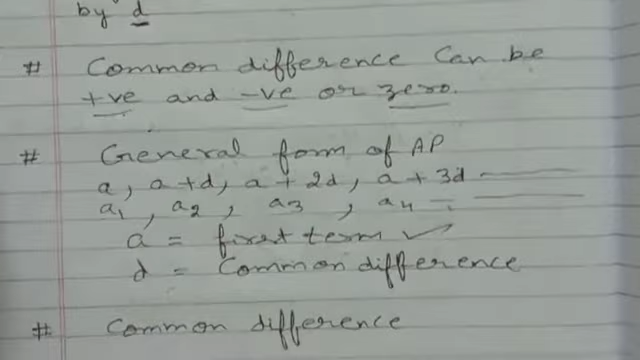 by d
# Common difference can be
+ve and -ve or zero.
# General form of AP
a, a+d, a + 2d, a + 3d
a1, a2, a3, a4
a = first term ✓
d = Common difference
# Common difference